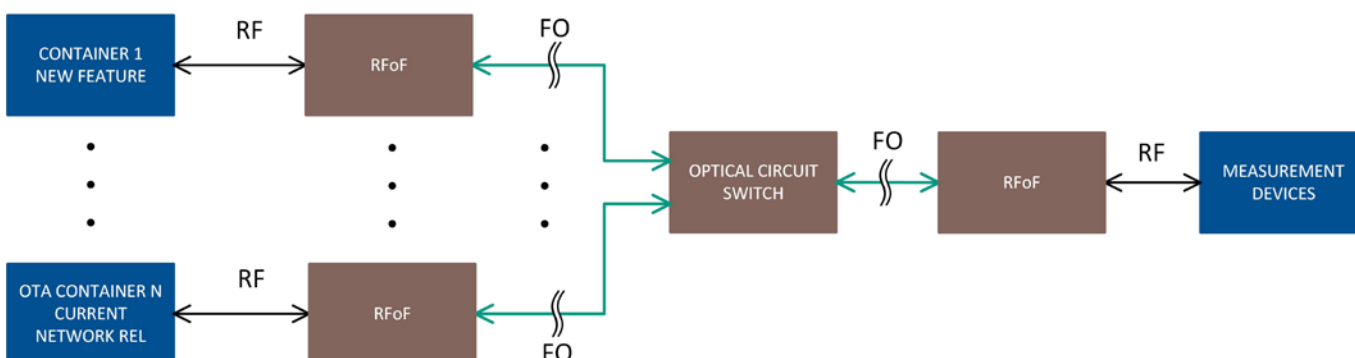 CONTAINER 1
NEW FEATURE
RF
RFoF
FO
OPTICAL CIRCUIT
SWITCH
FO
RFoF
RF
MEASUREMENT
DEVICES
OTA CONTAINER N
CURRENT
NETWORK REL
RF
RFoF
FO